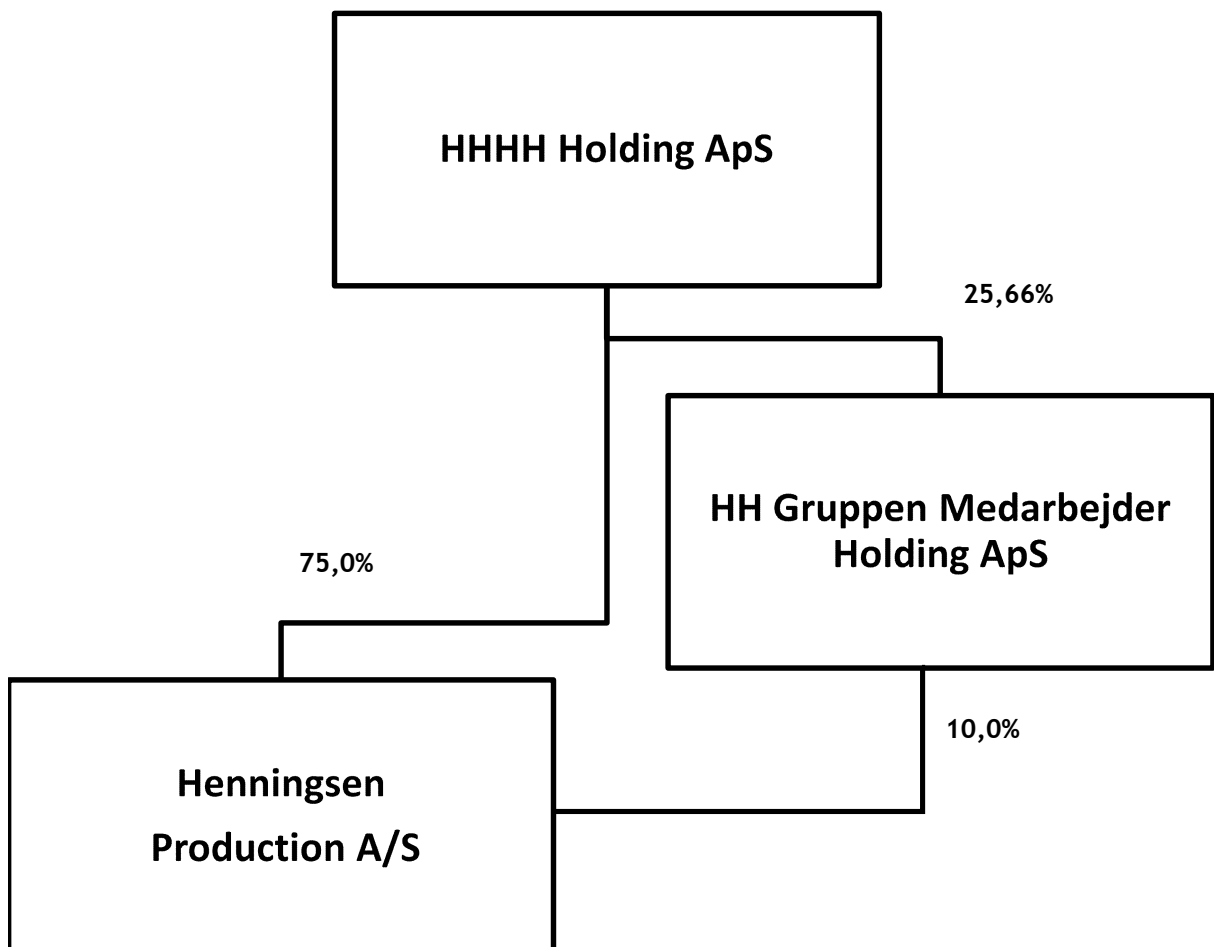 HHHH Holding ApS
25,66%
HH Gruppen Medarbejder
Holding ApS
75,0%
10,0%
Henningsen
Production A/S